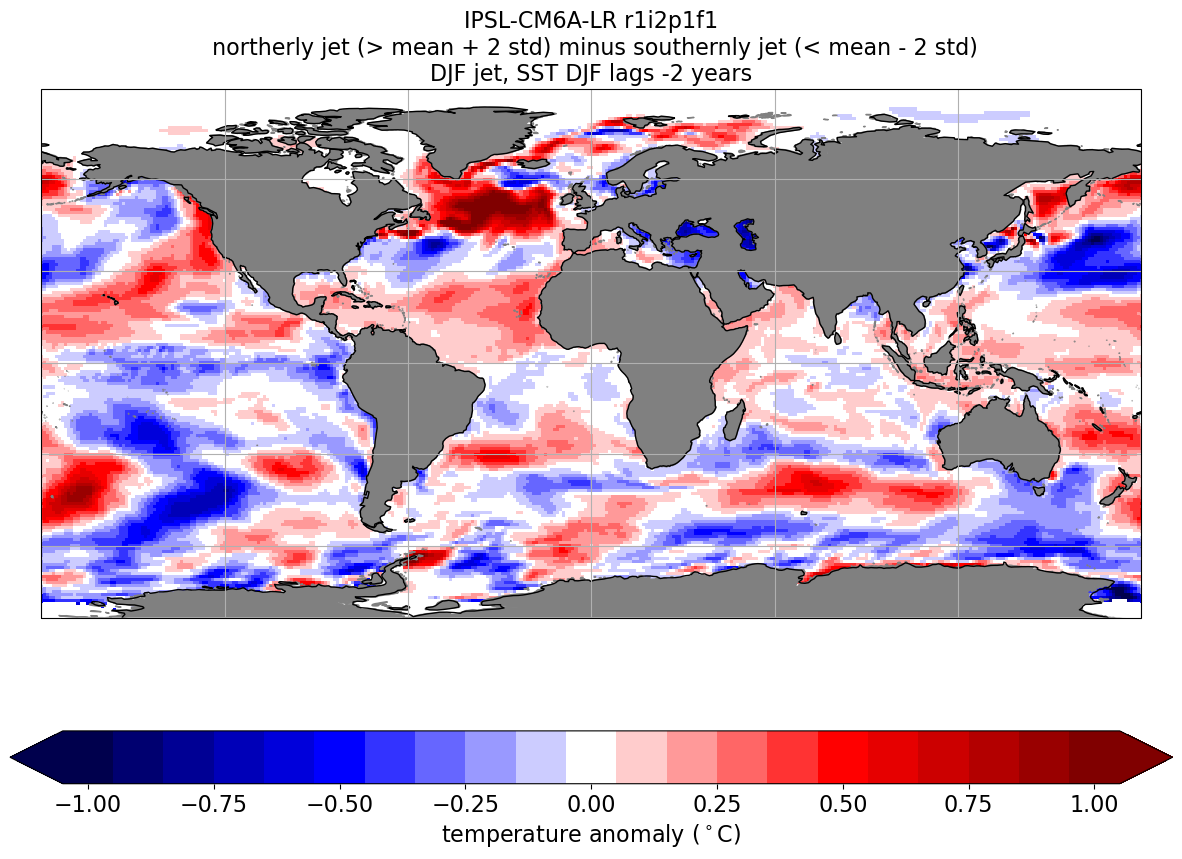 IPSL-CM6A-LR r1i2p1f1
northerly jet (> mean + 2 std) minus southernly jet (< mean - 2 std)
DJF jet, SST DJF lags -2 years
−1.00 −0.75 −0.50 −0.25 0.00 0.25 0.50 0.75 1.00
temperature anomaly (°C)